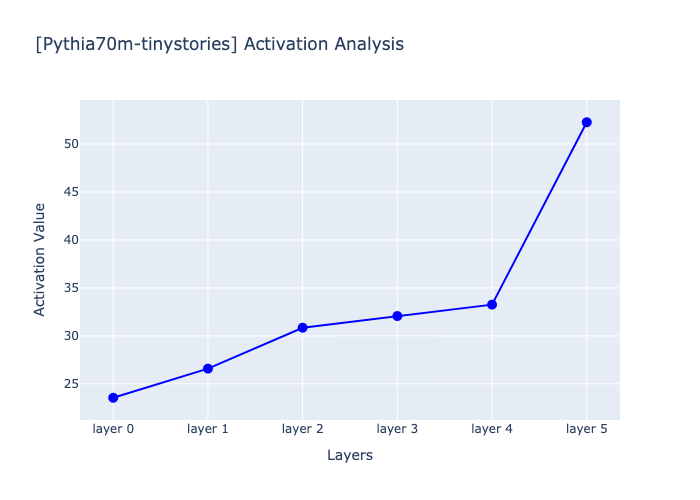 [Pythia70m-tinystories] Activation Analysis
50
45
40
35
30
25
Activation Value
layer 0
layer 1
layer 2
layer 3
layer 4
layer 5
Layers